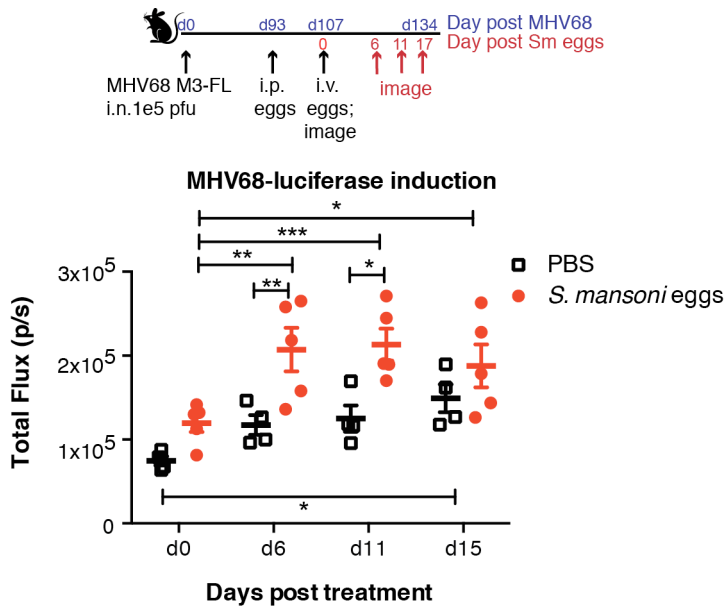 d0 d93 d107 d134 Day post MHV68
0 6 11 17 Day post Sm eggs
MHV68 M3-FL
i.n.1e5 pfu
i.p.
eggs
i.v.
eggs;
image
image
MHV68-luciferase induction
*
***
**
**
*
3x10⁵
2x10⁵
1x10⁵
0
Total Flux (p/s)
PBS
S. mansoni eggs
*
d0 d6 d11 d15
Days post treatment